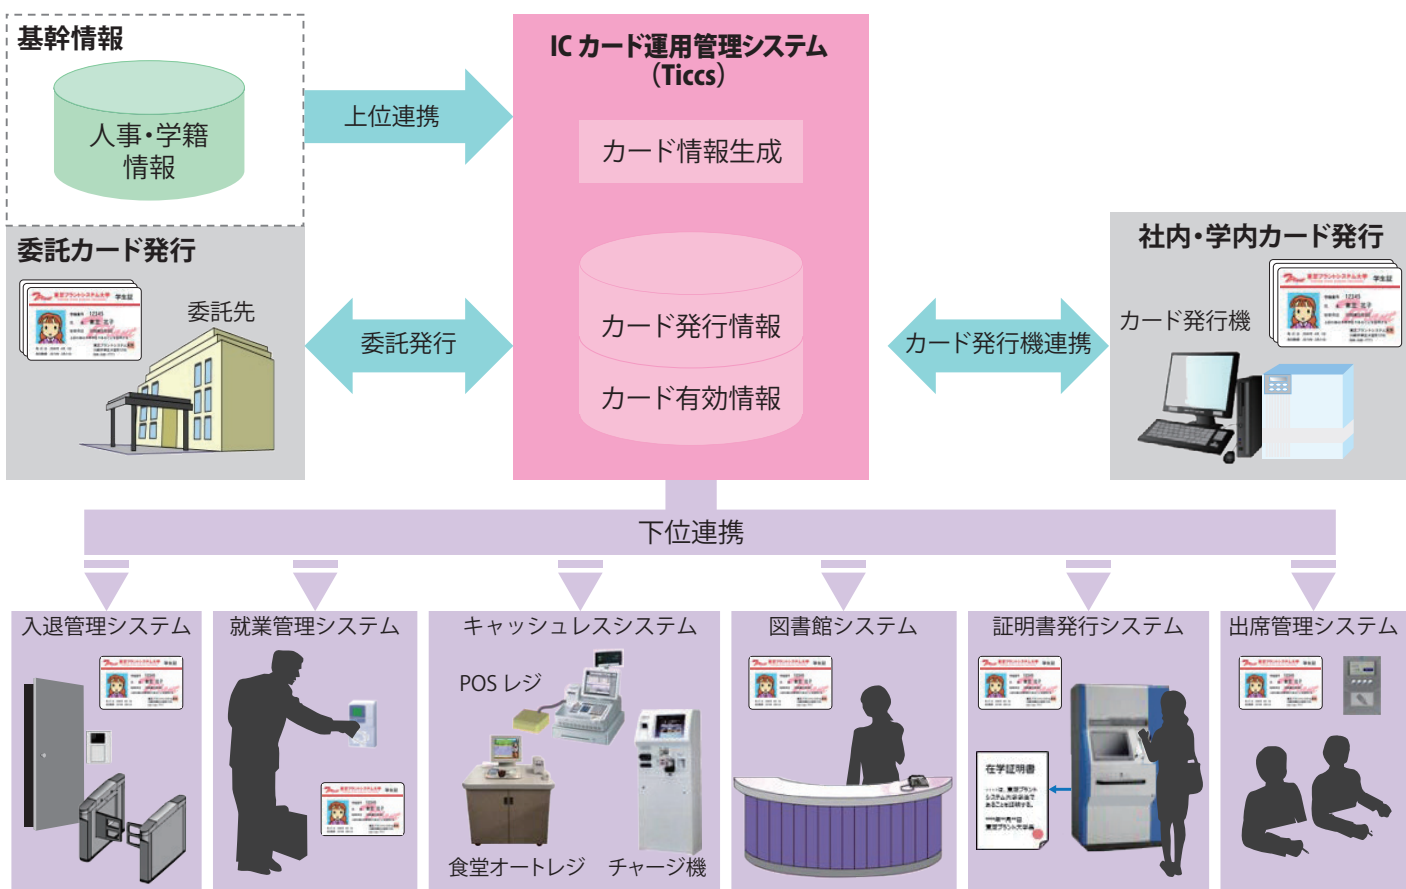 基幹情報
人事・学籍
情報
上位連携
IC カード運用管理システム
（Ticcs）
カード情報生成
カード発行情報
カード有効情報
委託カード発行
学生証
委託先
委託発行
カード発行機連携
社内・学内カード発行
学生証
カード発行機
下位連携
入退管理システム
就業管理システム
キャッシュレスシステム
POS レジ
食堂オートレジ
チャージ機
図書館システム
証明書発行システム
在学証明書
出席管理システム